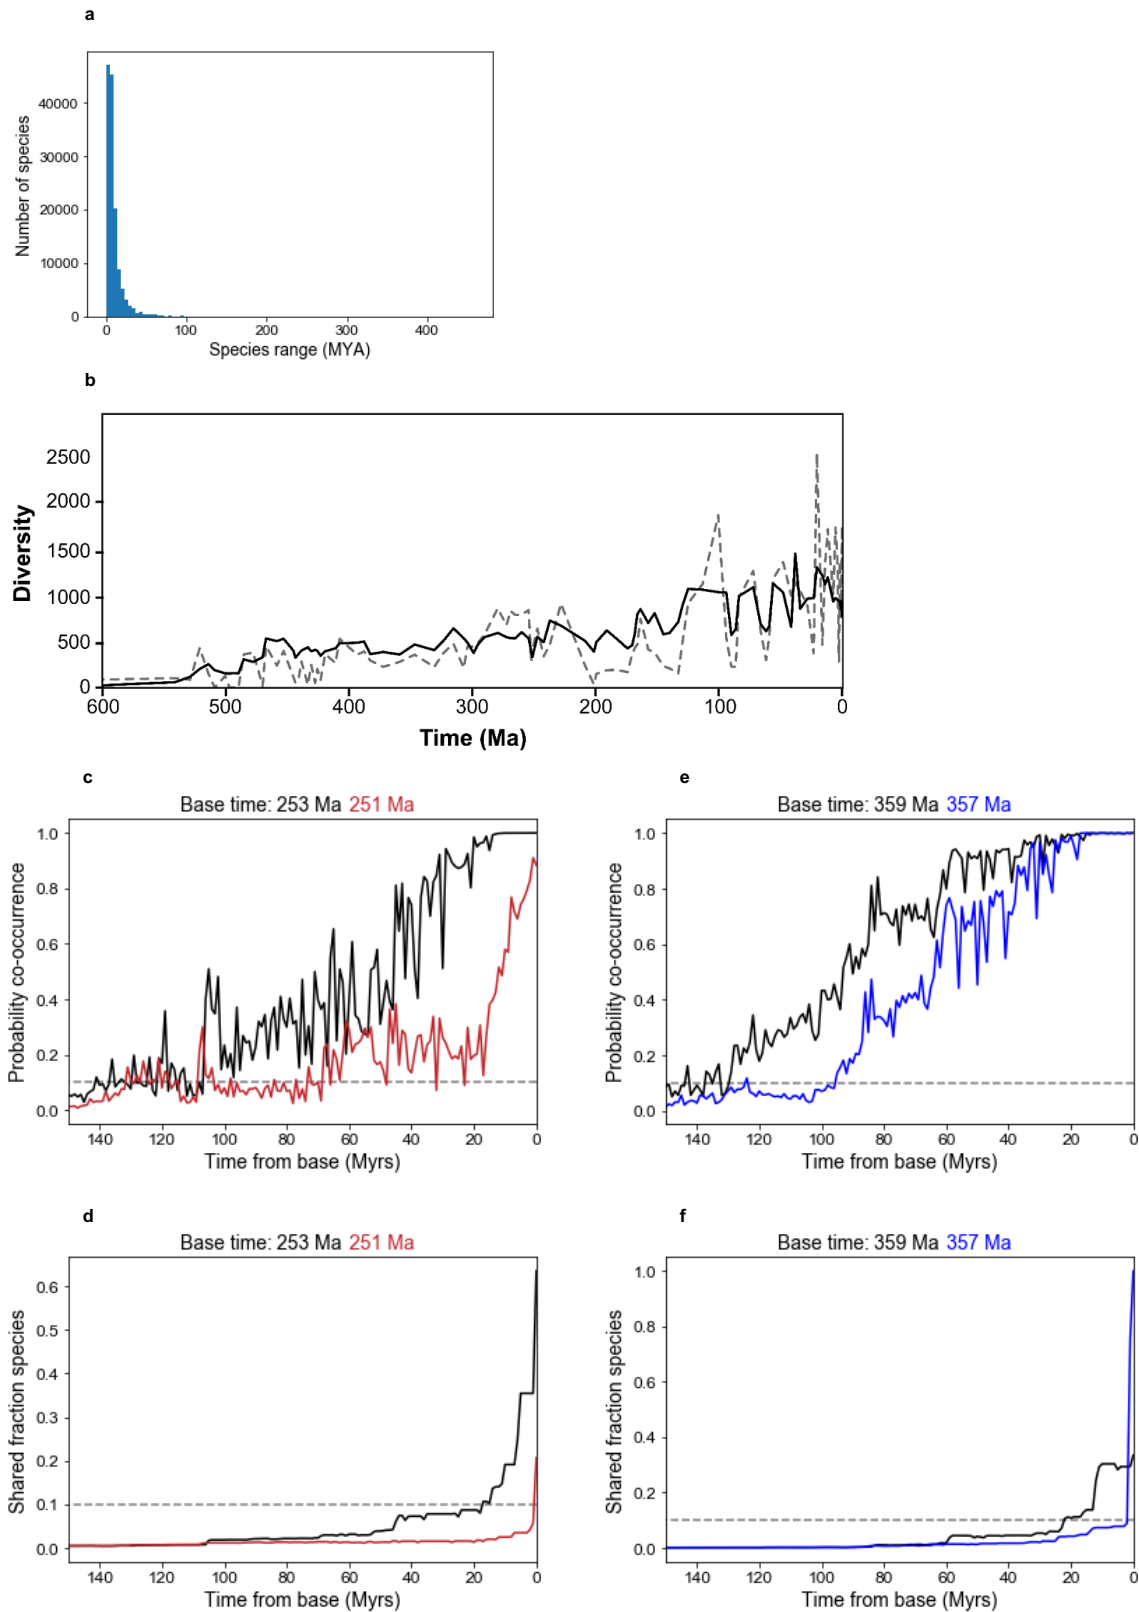 a
40000
30000
20000
10000
0
Number of species
0 100 200 300 400
Species range (MYA)
b
2500
2000
1500
1000
500
0
Diversity
600 500 400 300 200 100 0
Time (Ma)
c
Base time: 253 Ma 251 Ma
1.0
0.8
0.6
0.4
0.2
0.0
Probability co-occurrence
140 120 100 80 60 40 20 0
Time from base (Myrs)
e
Base time: 359 Ma 357 Ma
1.0
0.8
0.6
0.4
0.2
0.0
Probability co-occurrence
140 120 100 80 60 40 20 0
Time from base (Myrs)
d
Base time: 253 Ma 251 Ma
0.6
0.5
0.4
0.3
0.2
0.1
0.0
Shared fraction species
140 120 100 80 60 40 20 0
Time from base (Myrs)
f
Base time: 359 Ma 357 Ma
1.0
0.8
0.6
0.4
0.2
0.0
Shared fraction species
140 120 100 80 60 40 20 0
Time from base (Myrs)